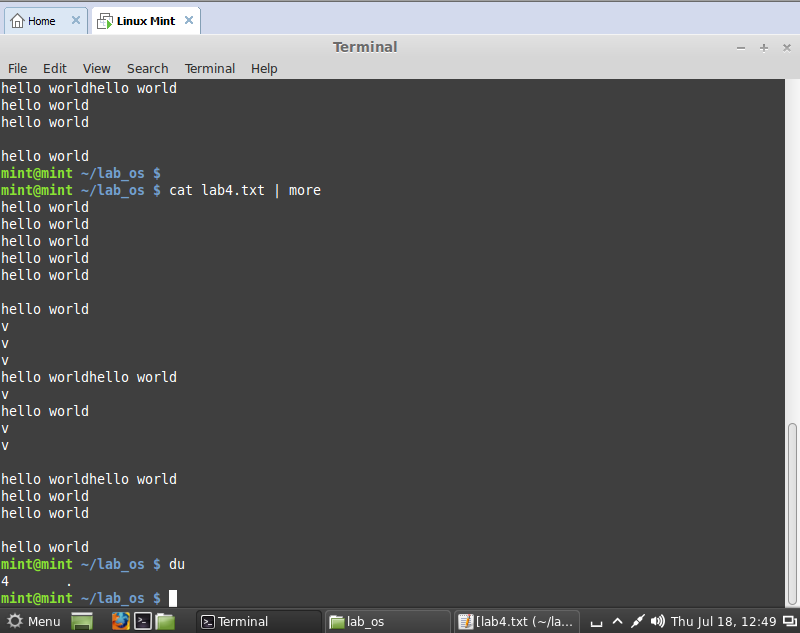 Home
Linux Mint
Terminal
File Edit View Search Terminal Help
hello worldhello world
hello world
hello world
hello world
mint@mint ~/lab_os $
mint@mint ~/lab_os $ cat lab4.txt | more
hello world
hello world
hello world
hello world
hello world
hello world
v
v
v
hello worldhello world
v
hello world
v
v
hello worldhello world
hello world
hello world
hello world
mint@mint ~/lab_os $ du
4 .
mint@mint ~/lab_os $
Menu Terminal lab_os [lab4.txt (~/la... Thu Jul 18, 12:49